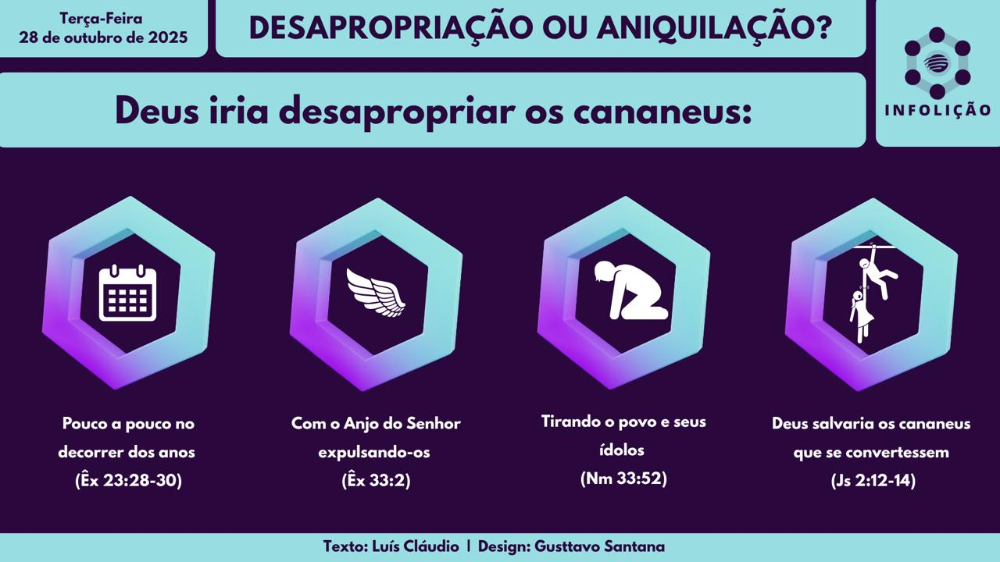 Terça-Feira
28 de outubro de 2025
DESAPROPRIAÇÃO OU ANIQUILAÇÃO?
INFOLIÇÃO
Deus iria desapropriar os cananeus:
Pouco a pouco no
decorrer dos anos
(Êx 23:28-30)
Com o Anjo do Senhor
expulsando-os
(Êx 33:2)
Tirando o povo e seus
ídolos
(Nm 33:52)
Deus salvaria os cananeus
que se convertessem
(Js 2:12-14)
Texto: Luís Cláudio | Design: Gusttavo Santana